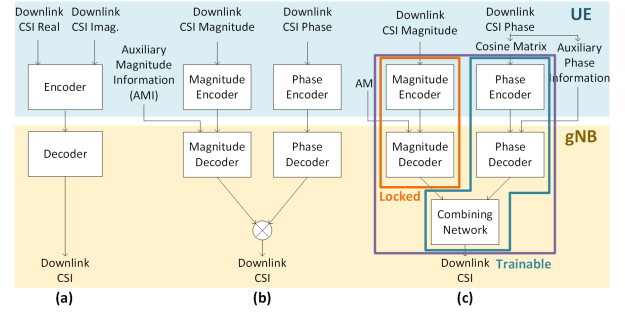 Downlink
CSI Real
Downlink
CSI Imag.
Encoder
Decoder
Downlink
CSI
(a)
Auxiliary
Magnitude
Information
(AMI)
Downlink
CSI Magnitude
Downlink
CSI Phase
Magnitude
Encoder
Phase
Encoder
Magnitude
Decoder
Phase
Decoder
Downlink
CSI
(b)
UE
Downlink
CSI Magnitude
Downlink
CSI Phase
Cosine Matrix
Auxiliary
Phase
Information
AM
Magnitude
Encoder
Phase
Encoder
gNB
Magnitude
Decoder
Phase
Decoder
Locked
Combining
Network
Trainable
Downlink
CSI
(c)